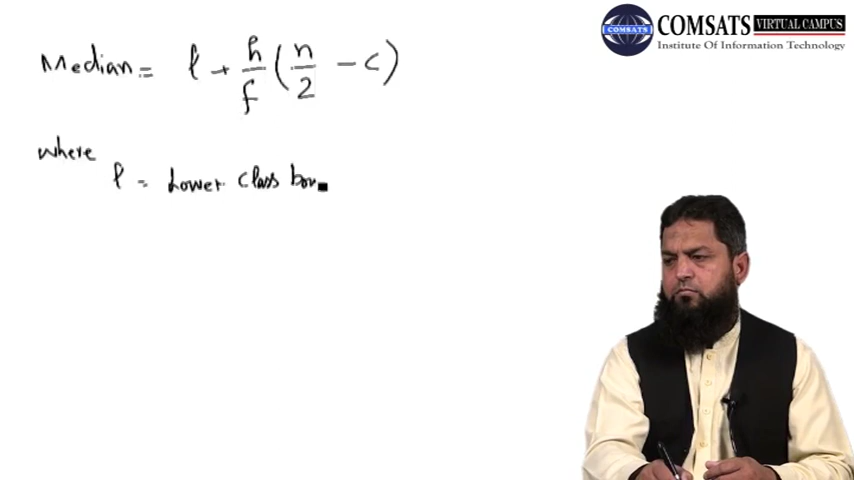 COMSATS VIRTUAL CAMPUS
COMSATS
Institute Of Information Technology
Median = l + h/f (n/2 - c)
where
l = Lower class bou